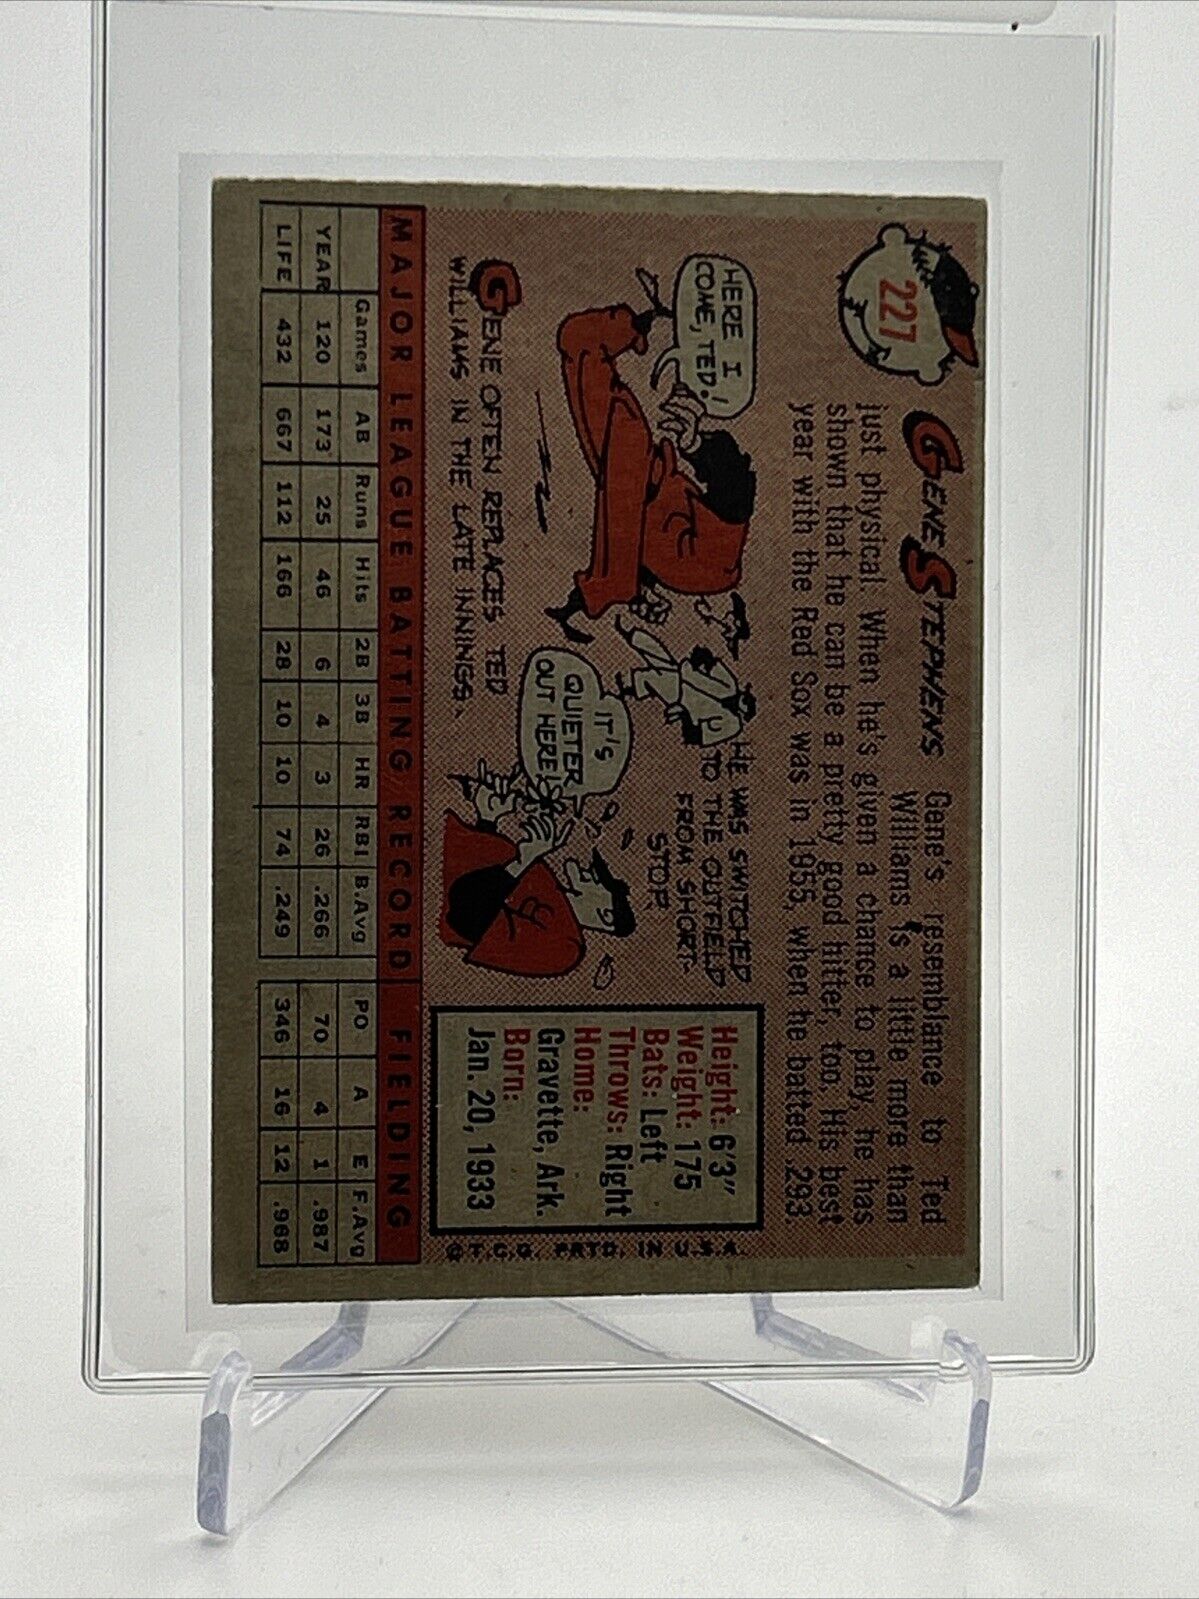 227
GENE STEPHENS
Gene's resemblance to Ted
Williams is a little more than
just physical. When he's given a chance to play, he has
shown that he can be a pretty good hitter, too. His best
year with the Red Sox was in 1955, when he batted .293.
HERE I
COME, TED!
GENE OFTEN REPLACES TED
WILLIAMS IN THE LATE INNINGS.
HE WAS SWITCHED
TO THE OUTFIELD
FROM SHORT-
STOP.
IT'S
QUIETER
OUT HERE!
Height: 6'3"
Weight: 175
Bats: Left
Throws: Right
Home:
Gravette, Ark.
Born:
Jan. 20, 1933
© T.C.G. PRTD. IN U.S.A.
MAJOR LEAGUE BATTING RECORD FIELDING
Games AB Runs Hits 2B 3B HR RBI B.Avg PO A E F.Avg
YEAR 120 173 25 46 6 4 3 26 .266 70 4 1 .987
LIFE 432 667 112 166 28 10 10 74 .249 346 16 12 .968